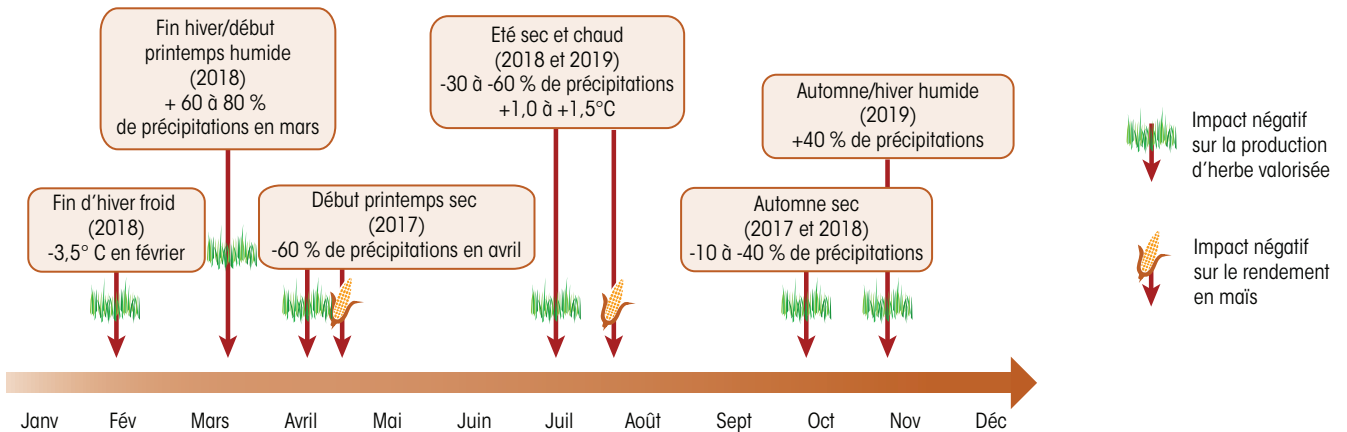 Fin hiver/début
printemps humide
(2018)
+ 60 à 80 %
de précipitations en mars
Eté sec et chaud
(2018 et 2019)
-30 à -60 % de précipitations
+1,0 à +1,5°C
Automne/hiver humide
(2019)
+40 % de précipitations
Fin d'hiver froid
(2018)
-3,5° C en février
Début printemps sec
(2017)
-60 % de précipitations en avril
Automne sec
(2017 et 2018)
-10 à -40 % de précipitations
Impact négatif
sur la production
d'herbe valorisée
Impact négatif
sur le rendement
en maïs
Janv Fév Mars Avril Mai Juin Juil Août Sept Oct Nov Déc